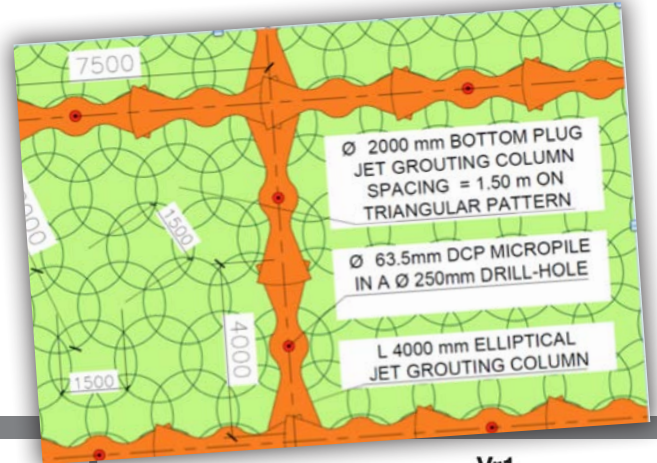 7500
Ø 2000 mm BOTTOM PLUG
JET GROUTING COLUMN
SPACING = 1.50 m ON
TRIANGULAR PATTERN
1500
Ø 63.5mm DCP MICROPILE
IN A Ø 250mm DRILL-HOLE
4000
L 4000 mm ELLIPTICAL
JET GROUTING COLUMN
1500